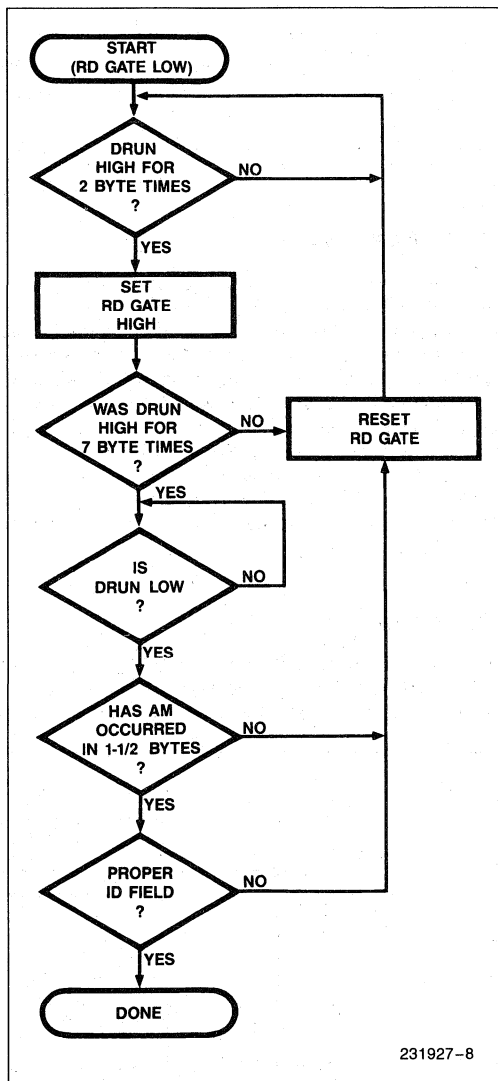 START
(RD GATE LOW)
DRUN
HIGH FOR
2 BYTE TIMES
?
NO
YES
SET
RD GATE
HIGH
WAS DRUN
HIGH FOR
7 BYTE TIMES
?
NO
RESET
RD GATE
YES
IS
DRUN LOW
?
NO
YES
HAS AM
OCCURRED
IN 1-1/2 BYTES
?
NO
YES
PROPER
ID FIELD
?
NO
YES
DONE
231927–8